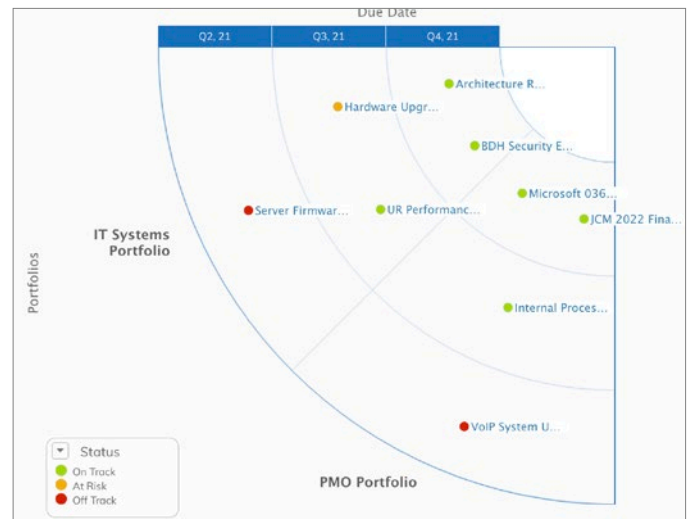 Due Date
Q2, 21
Q3, 21
Q4, 21
Architecture R...
Hardware Upgr...
BDH Security E...
Microsoft 036...
Server Firmwar...
UR Performanc...
JCM 2022 Fina...
IT Systems
Portfolio
Portfolios
Internal Proces...
VoIP System U...
Status
On Track
At Risk
Off Track
PMO Portfolio